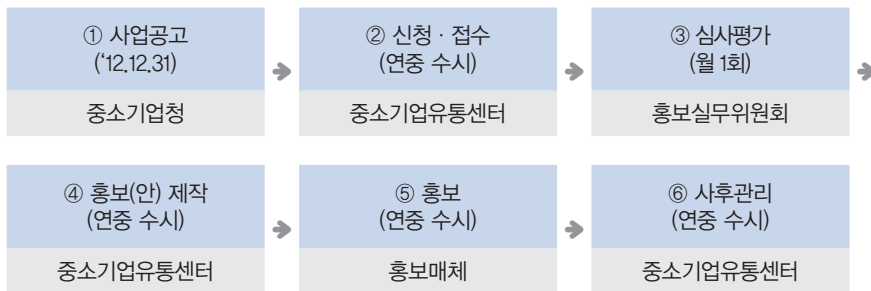 ① 사업공고
(‘12.12.31)
중소기업청
② 신청 · 접수
(연중 수시)
중소기업유통센터
③ 심사평가
(월 1회)
홍보실무위원회
④ 홍보(안) 제작
(연중 수시)
중소기업유통센터
⑤ 홍보
(연중 수시)
홍보매체
⑥ 사후관리
(연중 수시)
중소기업유통센터